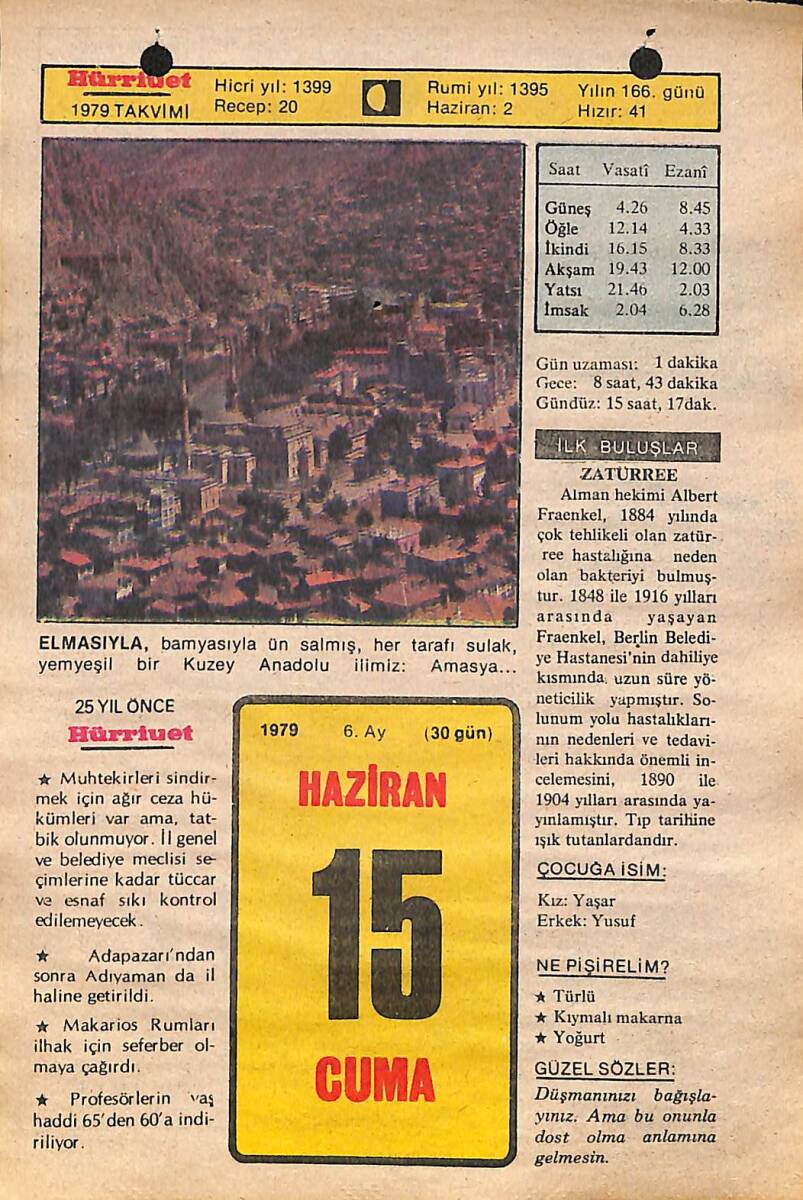 Hürriyet
1979 TAKVİMİ
Hicri yıl: 1399
Recep: 20
Rumi yıl: 1395
Haziran: 2
Yılın 166. günü
Hızır: 41
Saat Vasatî Ezanî
Güneş 4.26 8.45
Öğle 12.14 4.33
İkindi 16.15 8.33
Akşam 19.43 12.00
Yatsı 21.46 2.03
İmsak 2.04 6.28
Gün uzaması: 1 dakika
Gece: 8 saat, 43 dakika
Gündüz: 15 saat, 17dak.
İLK BULUŞLAR
ZATÜRREE
Alman hekimi Albert
Fraenkel, 1884 yılında
çok tehlikeli olan zatür-
ree hastalığına neden
olan bakteriyi bulmuş-
tur. 1848 ile 1916 yılları
arasında yaşayan
Fraenkel, Berlin Beledi-
ye Hastanesi'nin dahiliye
kısmında uzun süre yö-
neticilik yapmıştır. So-
lunum yolu hastalıkları-
nın nedenleri ve tedavi-
leri hakkında önemli in-
celemesini, 1890 ile
1904 yılları arasında ya-
yınlamıştır. Tıp tarihine
ışık tutanlardandır.
ÇOCUĞA İSİM:
Kız: Yaşar
Erkek: Yusuf
NE PİŞİRELİM?
★ Türlü
★ Kıymalı makarna
★ Yoğurt
GÜZEL SÖZLER:
Düşmanınızı bağışla-
yınız. Ama bu onunla
dost olma anlamına
gelmesin.
ELMASIYLA, bamyasıyla ün salmış, her tarafı sulak,
yemyeşil bir Kuzey Anadolu ilimiz: Amasya...
25 YIL ÖNCE
Hürriyet
★ Muhtekirleri sindir-
mek için ağır ceza hü-
kümleri var ama, tat-
bik olunmuyor. İl genel
ve belediye meclisi se-
çimlerine kadar tüccar
ve esnaf sıkı kontrol
edilemeyecek.
★ Adapazarı'ndan
sonra Adıyaman da il
haline getirildi.
★ Makarios Rumları
ilhak için seferber ol-
maya çağırdı.
★ Profesörlerin yaş
haddi 65'den 60'a indi-
riliyor.
1979 6. Ay (30 gün)
HAZİRAN
15
CUMA